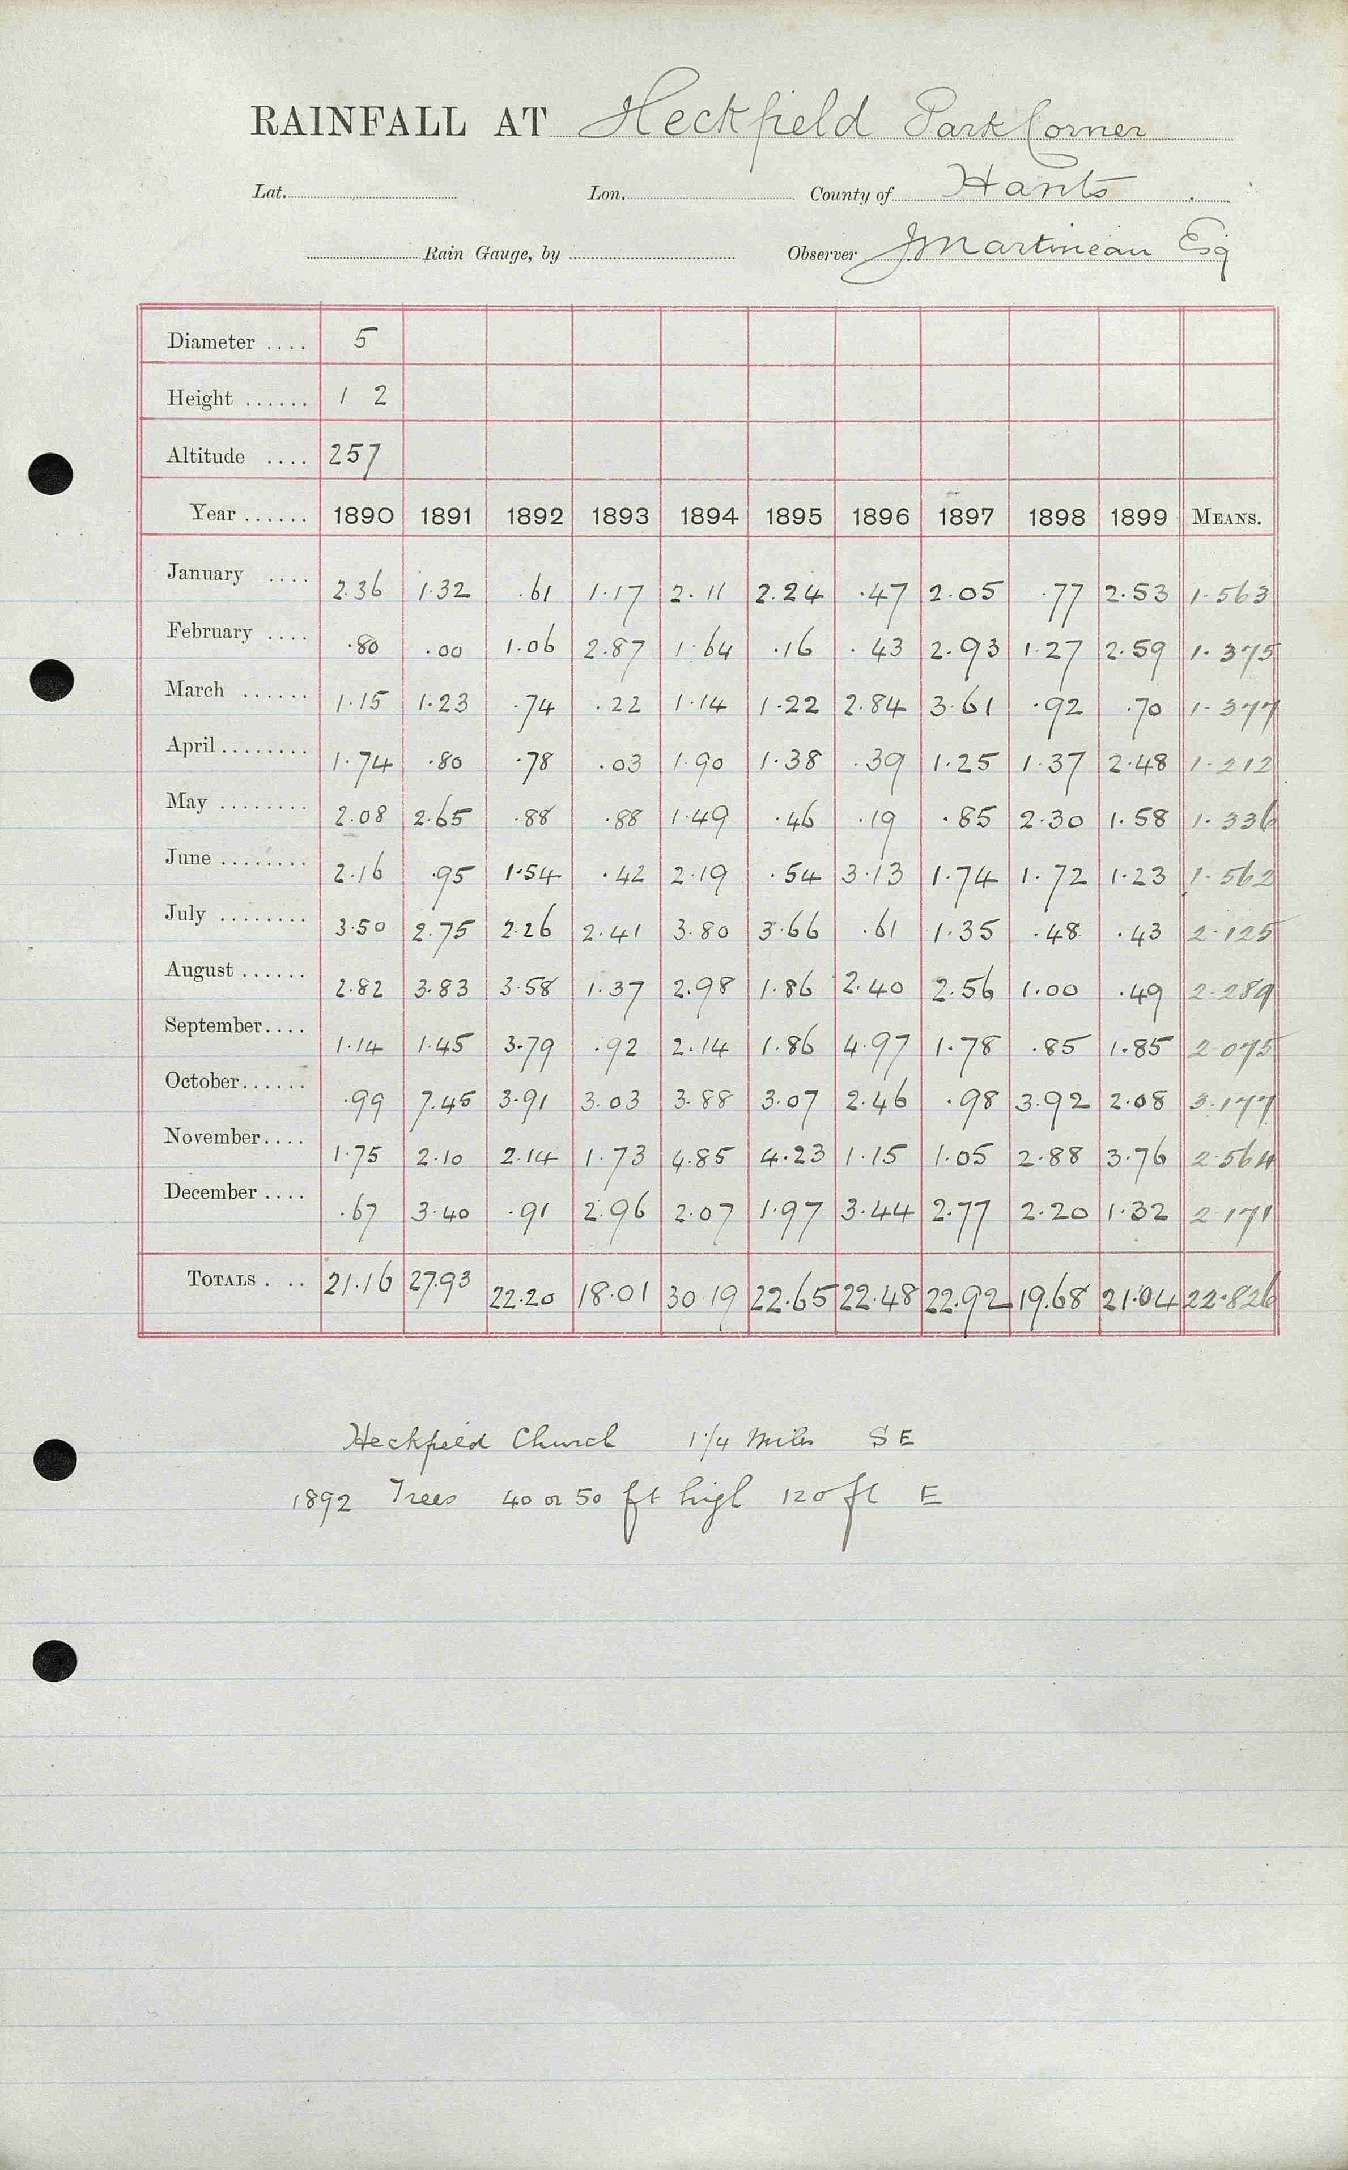 RAINFALL AT Heckfield Park Corner
Lat. Lon. County of Hants
Rain Gauge, by Observer J Martineau Esq
Diameter .... 5
Height ...... 1 2
Altitude .... 257
Year ...... 1890 1891 1892 1893 1894 1895 1896 1897 1898 1899 MEANS.
January .... 2.36 1.32 .61 1.17 2.11 2.24 .47 2.05 .77 2.53 1.563
February .... .80 .00 1.06 2.87 1.64 .16 .43 2.93 1.27 2.59 1.375
March ...... 1.15 1.23 .74 .22 1.14 1.22 2.84 3.61 .92 .70 1.377
April ........ 1.74 .80 .78 .03 1.90 1.38 .39 1.25 1.37 2.48 1.212
May ........ 2.08 2.65 .88 .88 1.49 .46 .19 .85 2.30 1.58 1.336
June ........ 2.16 .95 1.54 .42 2.19 .54 3.13 1.74 1.72 1.23 1.562
July ........ 3.50 2.75 2.26 2.41 3.80 3.66 .61 1.35 .48 .43 2.125
August ...... 2.82 3.83 3.58 1.37 2.98 1.86 2.40 2.56 1.00 .49 2.289
September.... 1.14 1.45 3.79 .92 2.14 1.86 4.97 1.78 .85 1.85 2.075
October...... .99 7.45 3.91 3.03 3.88 3.07 2.46 .98 3.92 2.08 3.177
November.... 1.75 2.10 2.14 1.73 4.85 4.23 1.15 1.05 2.88 3.76 2.564
December .... .67 3.40 .91 2.96 2.07 1.97 3.44 2.77 2.20 1.32 2.171
TOTALS . .. 21.16 27.93 22.20 18.01 30.19 22.65 22.48 22.92 19.68 21.04 22.826
Heckfield Church 1 1/4 Miles SE
1892 Trees 40 or 50 ft high 120 ft E